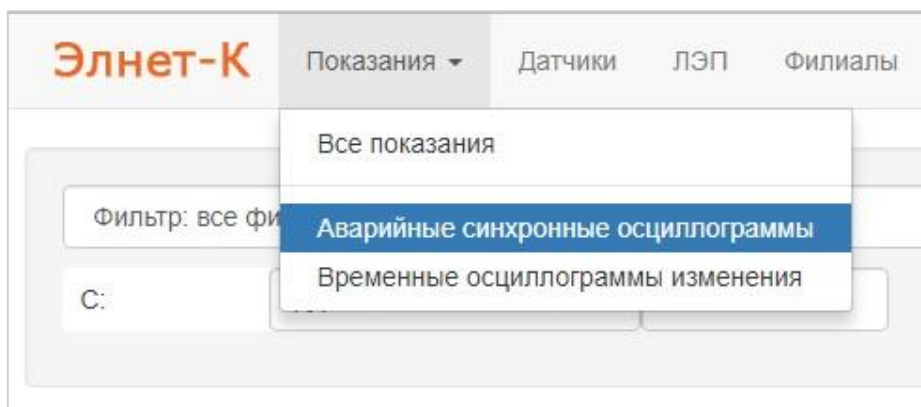 Элнет-К Показания Датчики ЛЭП Филиалы
Все показания
Фильтр: все фи
Аварийные синхронные осциллограммы
Временные осциллограммы изменения
С: